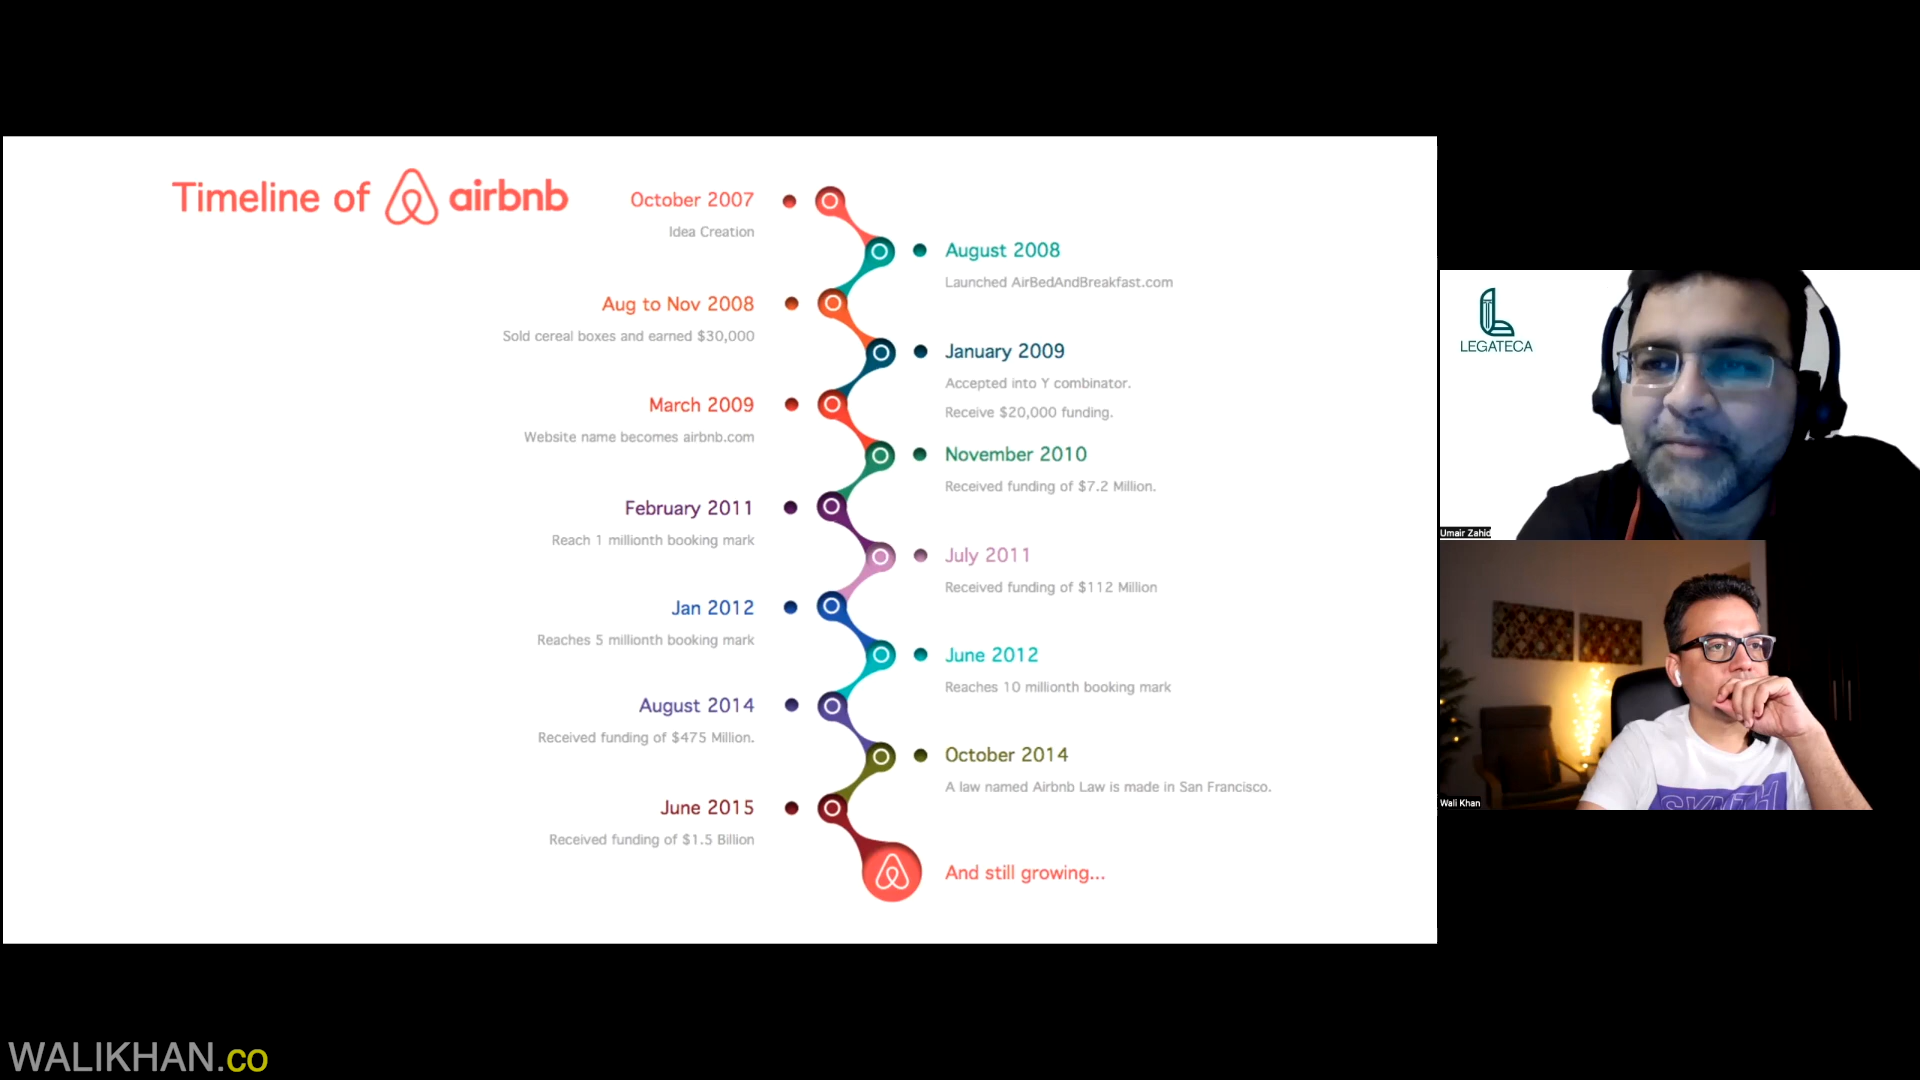 Timeline of airbnb
October 2007
Idea Creation
August 2008
Launched AirBedAndBreakfast.com
Aug to Nov 2008
Sold cereal boxes and earned $30,000
January 2009
Accepted into Y combinator.
Receive $20,000 funding.
March 2009
Website name becomes airbnb.com
November 2010
Received funding of $7.2 Million.
February 2011
Reach 1 millionth booking mark
July 2011
Received funding of $112 Million
Jan 2012
Reaches 5 millionth booking mark
June 2012
Reaches 10 millionth booking mark
August 2014
Received funding of $475 Million.
October 2014
A law named Airbnb Law is made in San Francisco.
June 2015
Received funding of $1.5 Billion
And still growing...
LEGATECA
Umair Zahid
Wali Khan
WALIKHAN.co